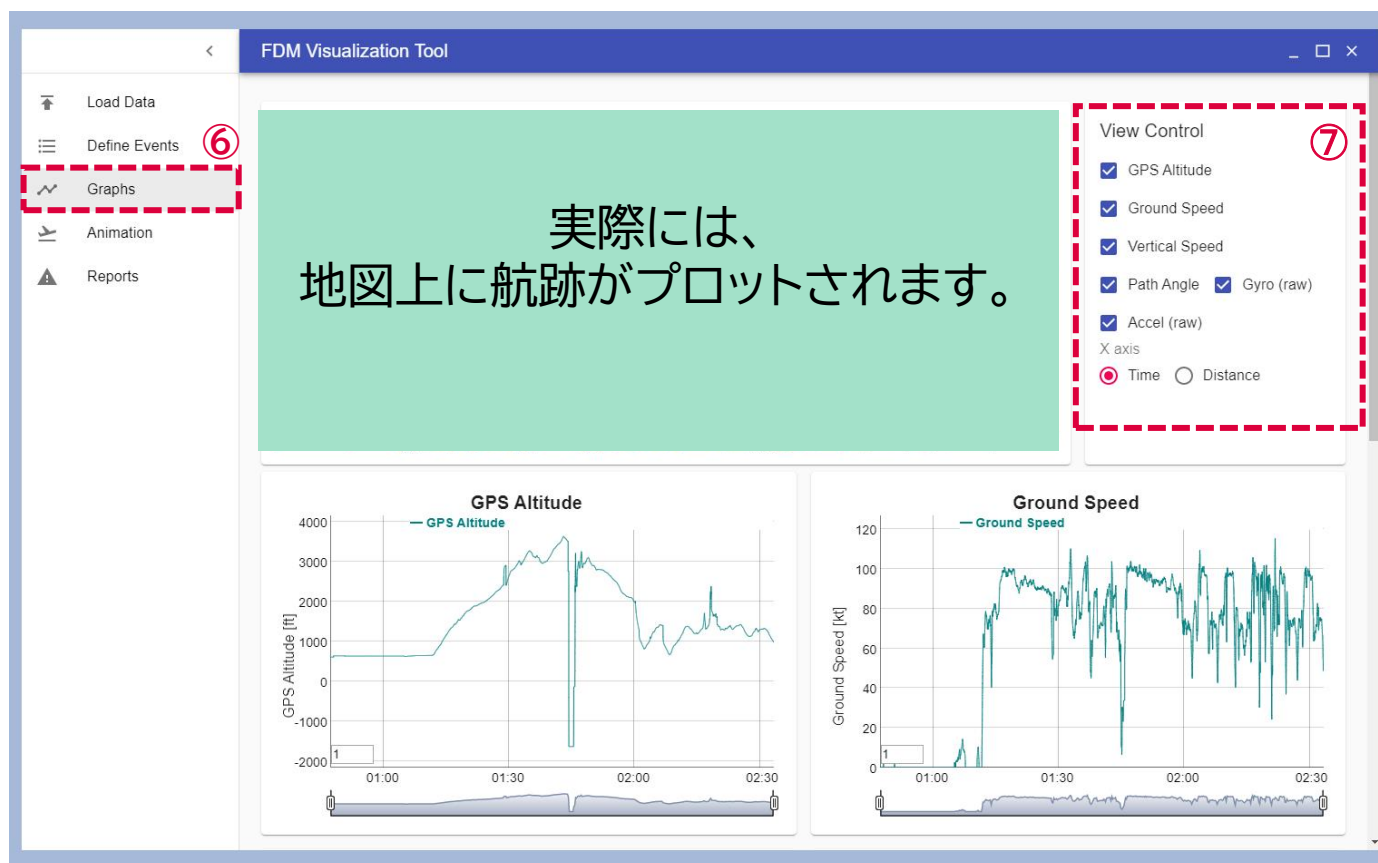 FDM Visualization Tool
Load Data
Define Events
⑥
Graphs
Animation
Reports
実際には、
地図上に航跡がプロットされます。
View Control
⑦
GPS Altitude
Ground Speed
Vertical Speed
Path Angle Gyro (raw)
Accel (raw)
X axis
Time Distance
GPS Altitude
GPS Altitude
GPS Altitude [ft]
4000
3000
2000
1000
0
-1000
-2000
1
01:00 01:30 02:00 02:30
Ground Speed
Ground Speed
Ground Speed [kt]
120
100
80
60
40
20
0
1
01:00 01:30 02:00 02:30